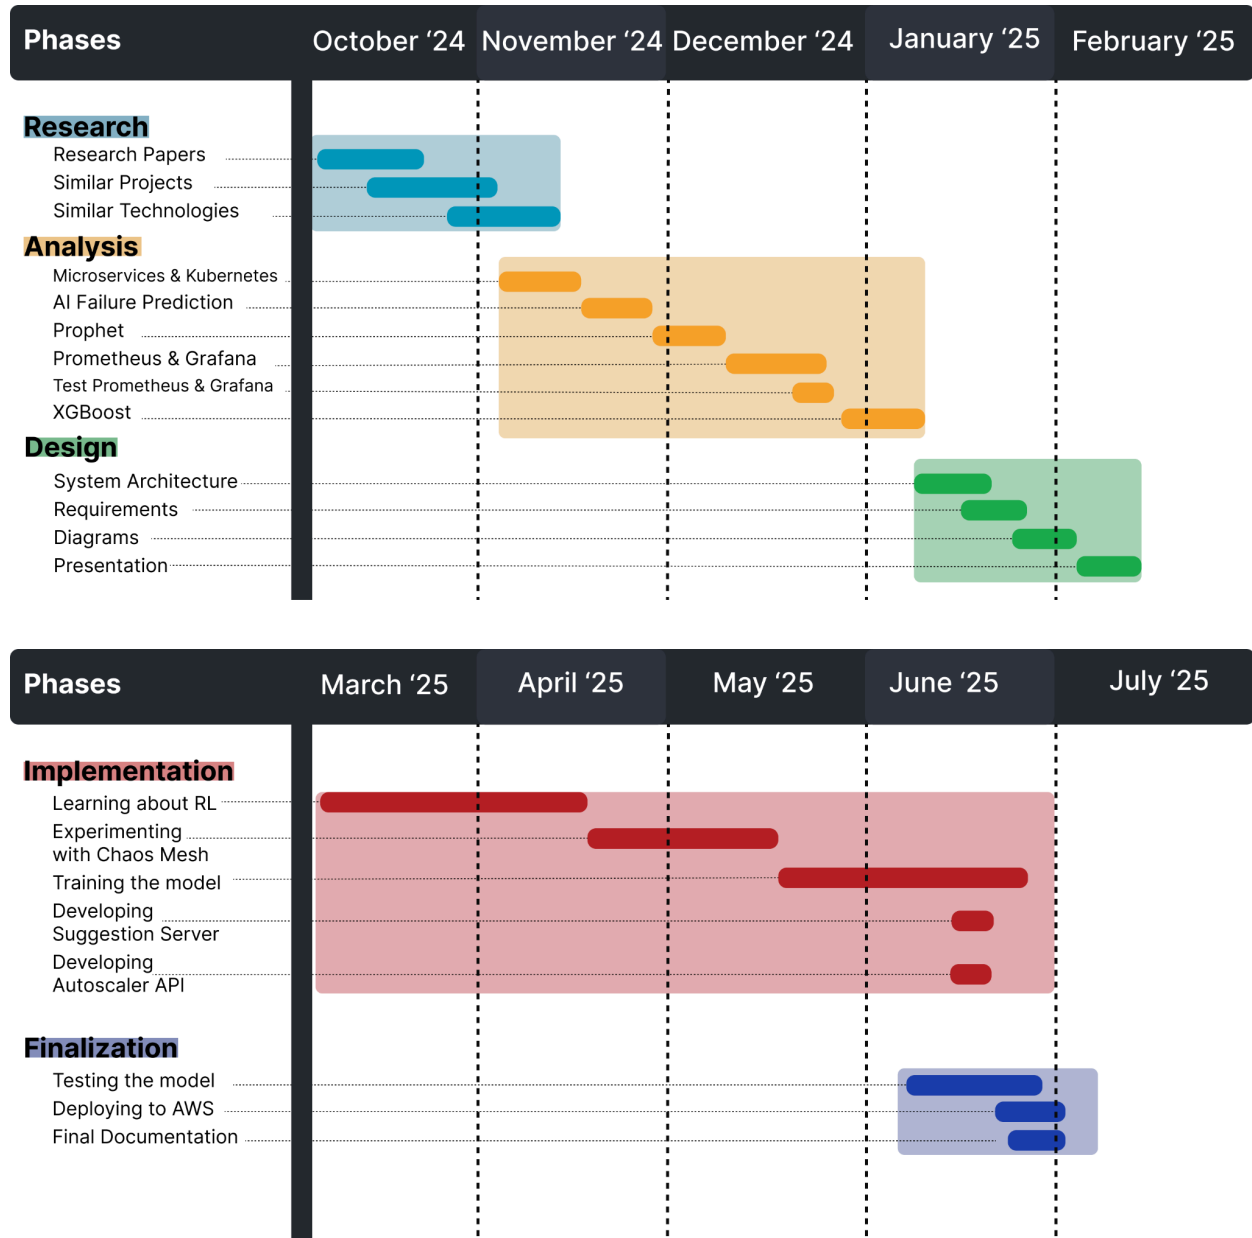 Phases October ‘24 November ‘24 December ‘24 January ‘25 February ‘25
Research
Research Papers
Similar Projects
Similar Technologies
Analysis
Microservices & Kubernetes
AI Failure Prediction
Prophet
Prometheus & Grafana
Test Prometheus & Grafana
XGBoost
Design
System Architecture
Requirements
Diagrams
Presentation
Phases March ‘25 April ‘25 May ‘25 June ‘25 July ‘25
Implementation
Learning about RL
Experimenting
with Chaos Mesh
Training the model
Developing
Suggestion Server
Developing
Autoscaler API
Finalization
Testing the model
Deploying to AWS
Final Documentation